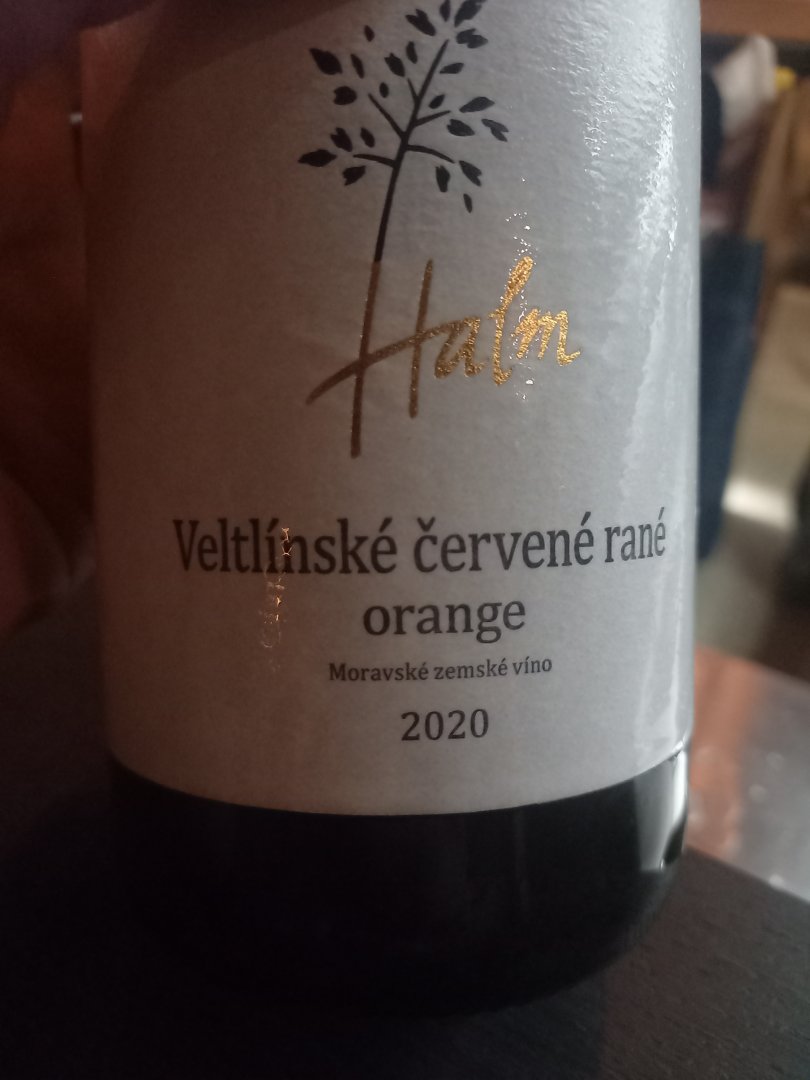 Halm
Veltlínské červené rané
orange
Moravské zemské víno
2020